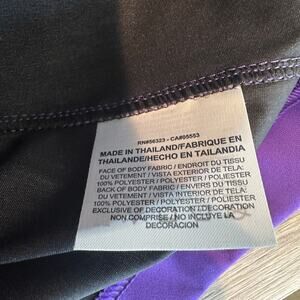 RN#56323 - CA#05553
MADE IN THAILAND/FABRIQUE EN
THAILANDE/HECHO EN TAILANDIA
FACE OF BODY FABRIC / ENDROIT DU TISSU
DU VETEMENT / VISTA EXTERIOR DE TELA:
100% POLYESTER / POLYESTER / POLIESTER
BACK OF BODY FABRIC / ENVERS DU TISSU
DU VETEMENT / VISTA INTERIOR DE TELA:
100% POLYESTER / POLYESTER / POLIESTER
EXCLUSIVE OF DECORATION / DECORATION
NON COMPRISE / NO INCLUYE LA
DECORACION